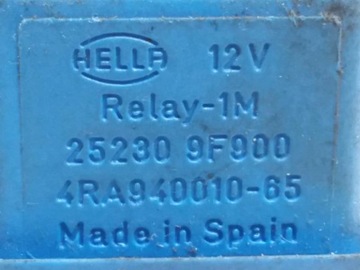 HELLA 12V
Relay-1M
25230 9F900
4RA940010-65
Made in Spain